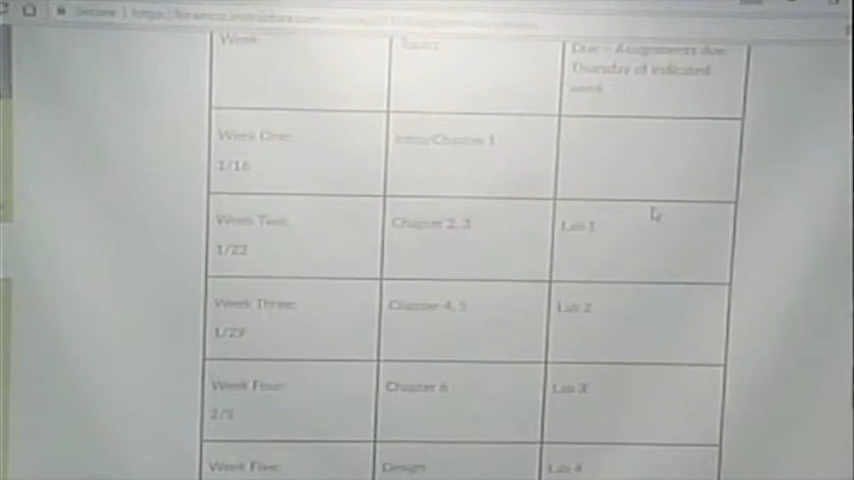 Secure
Week
Topics
Due – Assignments due
Thursday of indicated
week
Week One:
1/16
Intro/Chapter 1
Week Two:
1/22
Chapter 2, 3
Lab 1
Week Three:
1/29
Chapter 4, 5
Lab 2
Week Four:
2/5
Chapter 6
Lab 3
Week Five:
Design
Lab 4